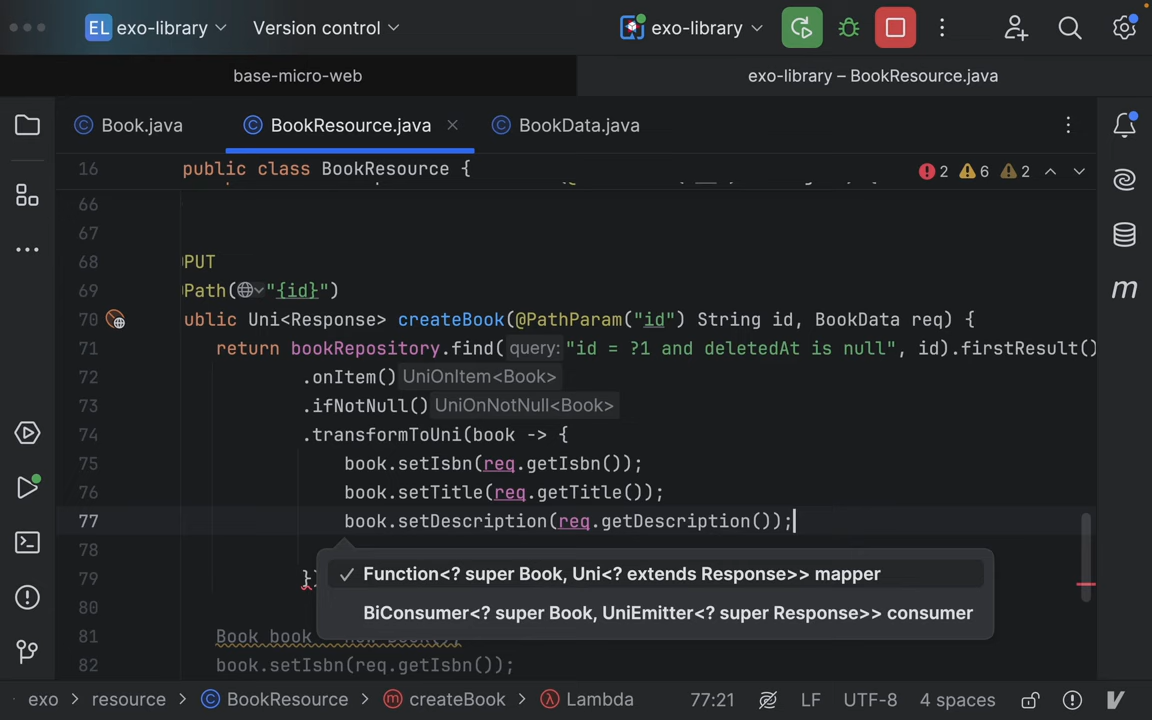 EL exo-library Version control exo-library
base-micro-web exo-library – BookResource.java
Book.java BookResource.java BookData.java
16 public class BookResource { 2 6 2
66
67
68 PUT
69 Path("{id}")
70 ublic Uni<Response> createBook(@PathParam("id") String id, BookData req) {
71 return bookRepository.find( query: "id = ?1 and deletedAt is null", id).firstResult()
72 .onItem() UniOnItem<Book>
73 .ifNotNull() UniOnNotNull<Book>
74 .transformToUni(book -> {
75 book.setIsbn(req.getIsbn());
76 book.setTitle(req.getTitle());
77 book.setDescription(req.getDescription());
78
Function<? super Book, Uni<? extends Response>> mapper
79 })
BiConsumer<? super Book, UniEmitter<? super Response>> consumer
80
81 Book book
82 book.setIsbn(req.getIsbn());
exo > resource > BookResource > createBook > Lambda 77:21 LF UTF-8 4 spaces